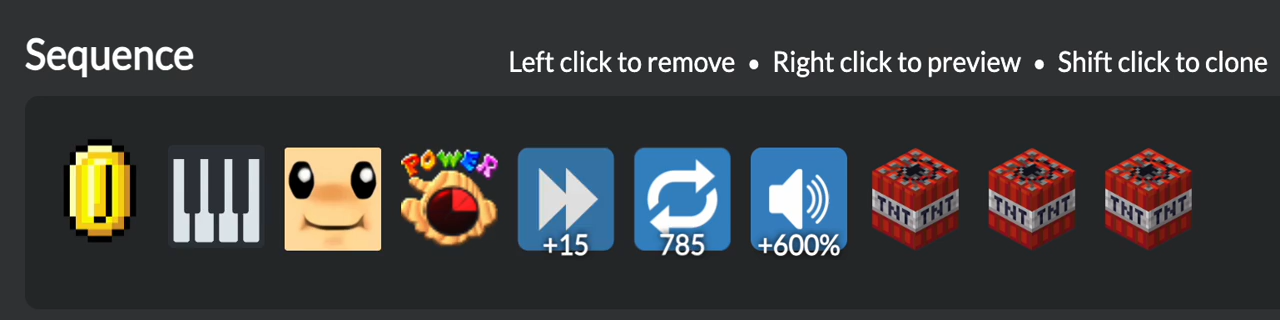 Sequence
Left click to remove • Right click to preview • Shift click to clone
POWER
+15 785 +600%
TNT TNT TNT TNT TNT TNT